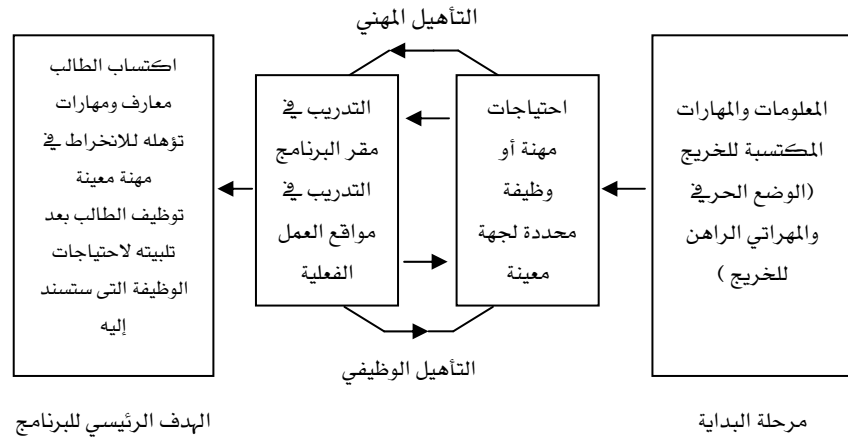 التأهيل المهني
المعلومات والمهارات
المكتسبة للخريج
(الوضع الحرفي
والمهراتي الراهن
للخريج )
احتياجات
مهنة أو
وظيفة
محددة لجهة
معينة
التدريب في
مقر البرنامج
التدريب في
مواقع العمل
الفعلية
اكتساب الطالب
معارف ومهارات
تؤهله للانخراط في
مهنة معينة
توظيف الطالب بعد
تلبيته لاحتياجات
الوظيفة التى ستسند
إليه
التأهيل الوظيفي
مرحلة البداية
الهدف الرئيسي للبرنامج